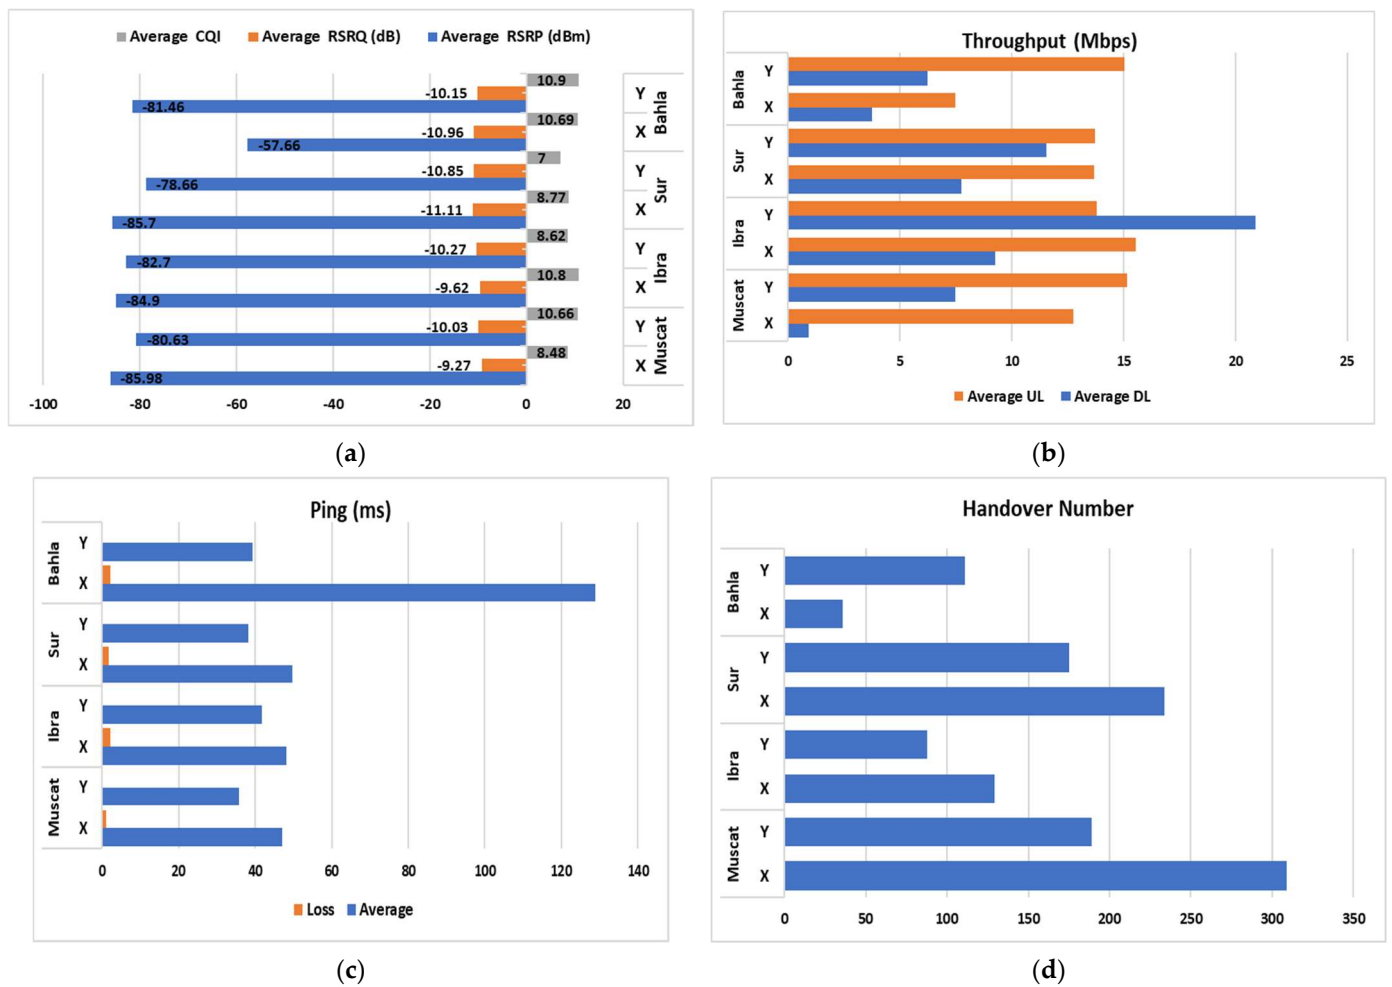 Average CQI Average RSRQ (dB) Average RSRP (dBm)
10.9
-10.15 Y
-81.46
10.69 Bahla
-10.96 X
-57.66
7
-10.85 Y
-78.66
8.77 Sur
-11.11 X
-85.7
8.62
-10.27 Y
-82.7
10.8 Ibra
-9.62 X
-84.9
10.66
-10.03 Y
-80.63
8.48 Muscat
-9.27 X
-85.98
-100 -80 -60 -40 -20 0 20
(a)
Throughput (Mbps)
Bahla Y
X
Sur Y
X
Ibra Y
X
Muscat Y
X
0 5 10 15 20 25
Average UL Average DL
(b)
Ping (ms)
Bahla Y
X
Sur Y
X
Ibra Y
X
Muscat Y
X
0 20 40 60 80 100 120 140
Loss Average
(c)
Handover Number
Bahla Y
X
Sur Y
X
Ibra Y
X
Muscat Y
X
0 50 100 150 200 250 300 350
(d)